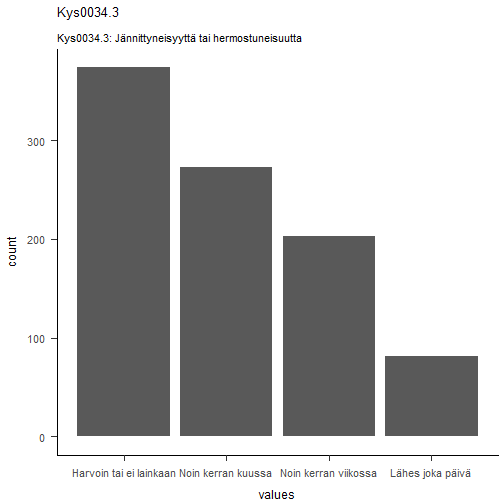 Kys0034.3
Kys0034.3: Jännittyneisyyttä tai hermostuneisuutta
300
200
100
0
count
Harvoin tai ei lainkaan Noin kerran kuussa Noin kerran viikossa Lähes joka päivä
values